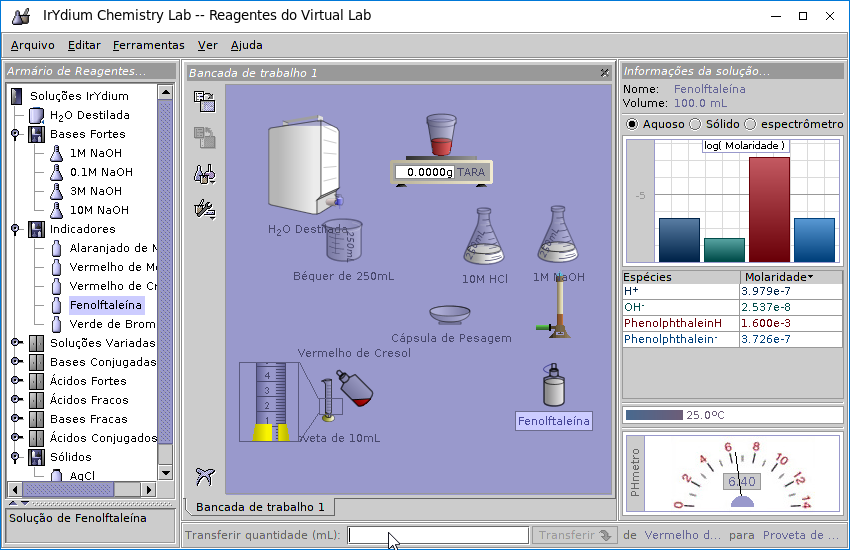 IrYdium Chemistry Lab -- Reagentes do Virtual Lab
Arquivo Editar Ferramentas Ver Ajuda
Armário de Reagentes...
Soluções IrYdium
H2O Destilada
Bases Fortes
1M NaOH
0.1M NaOH
3M NaOH
10M NaOH
Indicadores
Alaranjado de M
Vermelho de M
Vermelho de Cr
Fenolftaleína
Verde de Brom
Soluções Variadas
Bases Conjugadas
Ácidos Fortes
Ácidos Fracos
Bases Fracas
Ácidos Conjugados
Sólidos
AgCl
Solução de Fenolftaleína
Bancada de trabalho 1
0.0000g TARA
H2O Destilada
250mL
Béquer de 250mL
250mL
10M HCl
250mL
1M NaOH
Cápsula de Pesagem
Vermelho de Cresol
4
3
2
1
veta de 10mL
Fenolftaleína
Bancada de trabalho 1
Transferir quantidade (mL): Transferir de Vermelho d... para Proveta de ...
Informações da solução...
Nome: Fenolftaleína
Volume: 100.0 mL
Aquoso Sólido espectrômetro
log( Molaridade )
-5
Espécies Molaridade
H+ 3.979e-7
OH- 2.537e-8
PhenolphthaleinH 1.600e-3
Phenolphthalein- 3.726e-7
25.0ºC
PHmetro
0 2 4 6 8 10 12 14
6.40